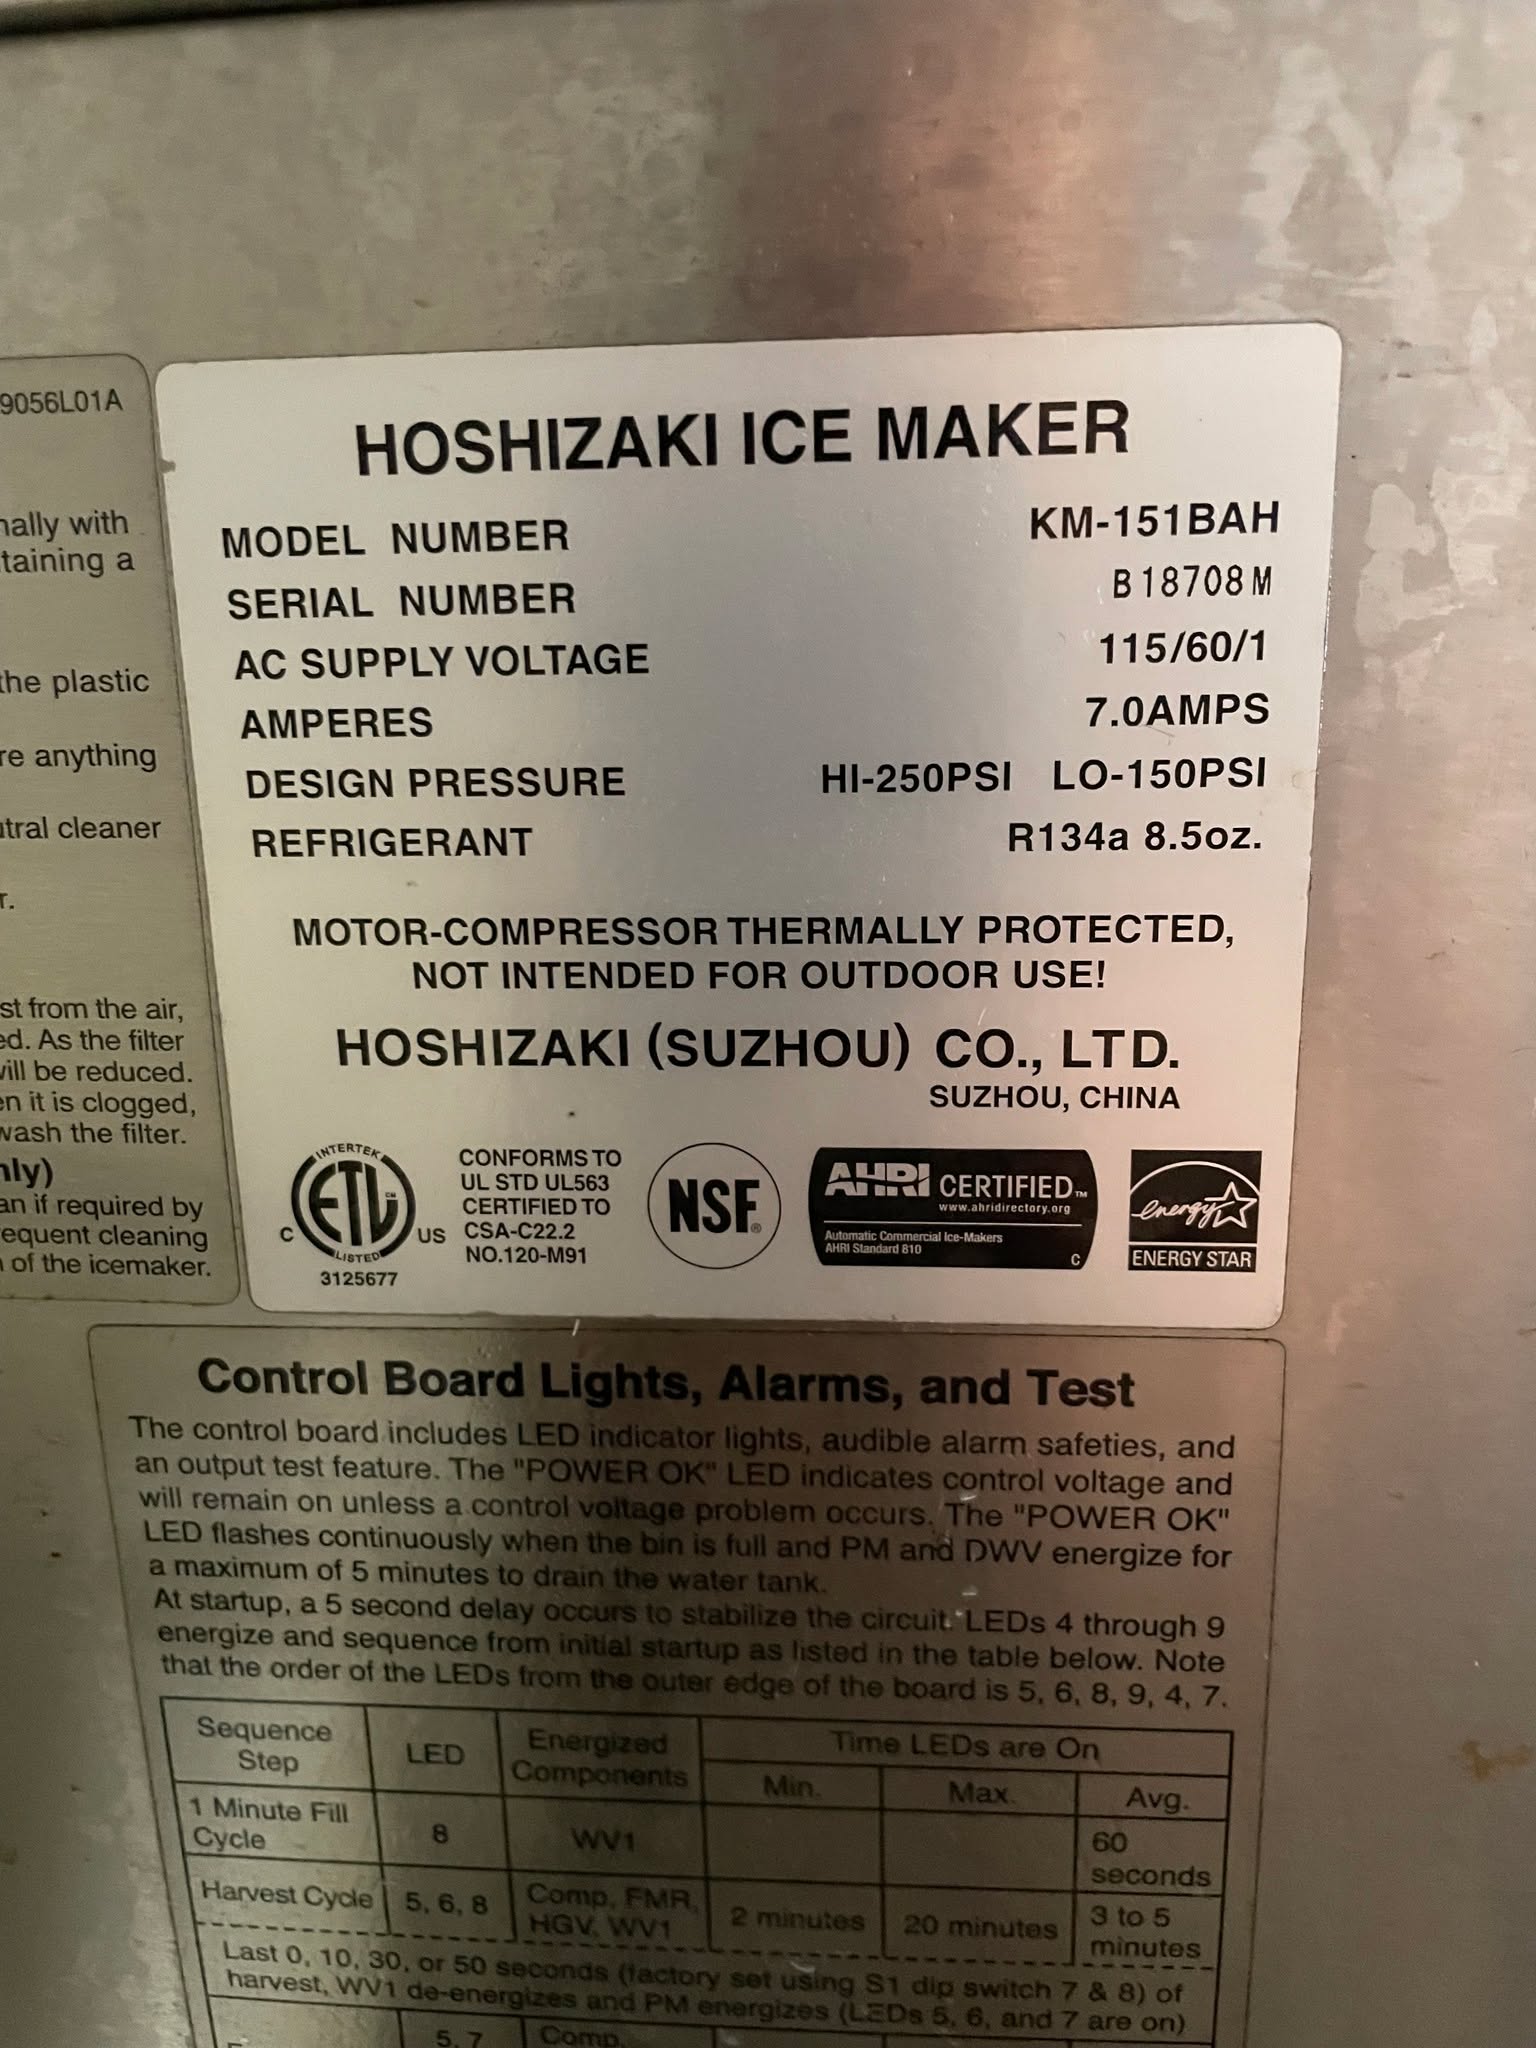 9056L01A
HOSHIZAKI ICE MAKER
MODEL NUMBER KM-151BAH
SERIAL NUMBER B18708M
AC SUPPLY VOLTAGE 115/60/1
AMPERES 7.0AMPS
DESIGN PRESSURE HI-250PSI LO-150PSI
REFRIGERANT R134a 8.5oz.
MOTOR-COMPRESSOR THERMALLY PROTECTED,
NOT INTENDED FOR OUTDOOR USE!
HOSHIZAKI (SUZHOU) CO., LTD.
SUZHOU, CHINA
INTERTEK
C ETL CM US
LISTED
3125677
CONFORMS TO
UL STD UL563
CERTIFIED TO
CSA-C22.2
NO.120-M91
NSF®
AHRI CERTIFIED™
www.ahridirectory.org
Automatic Commercial Ice-Makers
AHRI Standard 810
C
energy
ENERGY STAR
with
taining a
the plastic
anything
cleaner
r.
st from the air,
ed. As the filter
will be reduced.
en it is clogged,
wash the filter.
nly)
an if required by
equent cleaning
of the icemaker.
Control Board Lights, Alarms, and Test
The control board includes LED indicator lights, audible alarm safeties, and
an output test feature. The "POWER OK" LED indicates control voltage and
will remain on unless a control voltage problem occurs. The "POWER OK"
LED flashes continuously when the bin is full and PM and DWV energize for
a maximum of 5 minutes to drain the water tank.
At startup, a 5 second delay occurs to stabilize the circuit. LEDs 4 through 9
energize and sequence from initial startup as listed in the table below. Note
that the order of the LEDs from the outer edge of the board is 5, 6, 8, 9, 4, 7.
Sequence
Step
LED
Energized
Components
Time LEDs are On
Min. Max. Avg.
1 Minute Fill
Cycle
8
WV1
60
seconds
Harvest Cycle
5, 6, 8
Comp, FMR,
HGV, WV1
2 minutes
20 minutes
3 to 5
minutes
Last 0, 10, 30, or 50 seconds (factory set using S1 dip switch 7 & 8) of
harvest, WV1 de-energizes and PM energizes (LEDs 5, 6, and 7 are on)
5, 7
Comp,